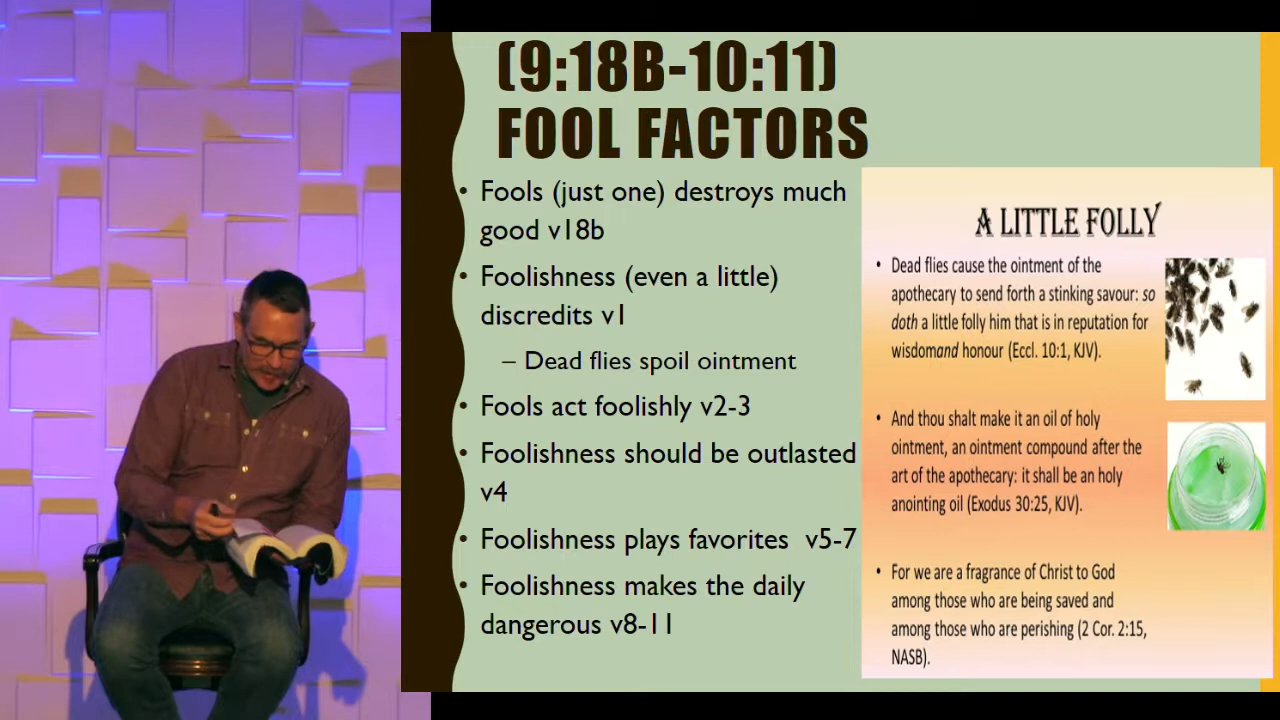 (9:18B-10:11)
FOOL FACTORS
• Fools (just one) destroys much
good v18b
• Foolishness (even a little)
discredits v1
– Dead flies spoil ointment
• Fools act foolishly v2-3
• Foolishness should be outlasted
v4
• Foolishness plays favorites v5-7
• Foolishness makes the daily
dangerous v8-11
A LITTLE FOLLY
• Dead flies cause the ointment of the
apothecary to send forth a stinking savour: so
doth a little folly him that is in reputation for
wisdomand honour (Eccl. 10:1, KJV).
• And thou shalt make it an oil of holy
ointment, an ointment compound after the
art of the apothecary: it shall be an holy
anointing oil (Exodus 30:25, KJV).
• For we are a fragrance of Christ to God
among those who are being saved and
among those who are perishing (2 Cor. 2:15,
NASB).